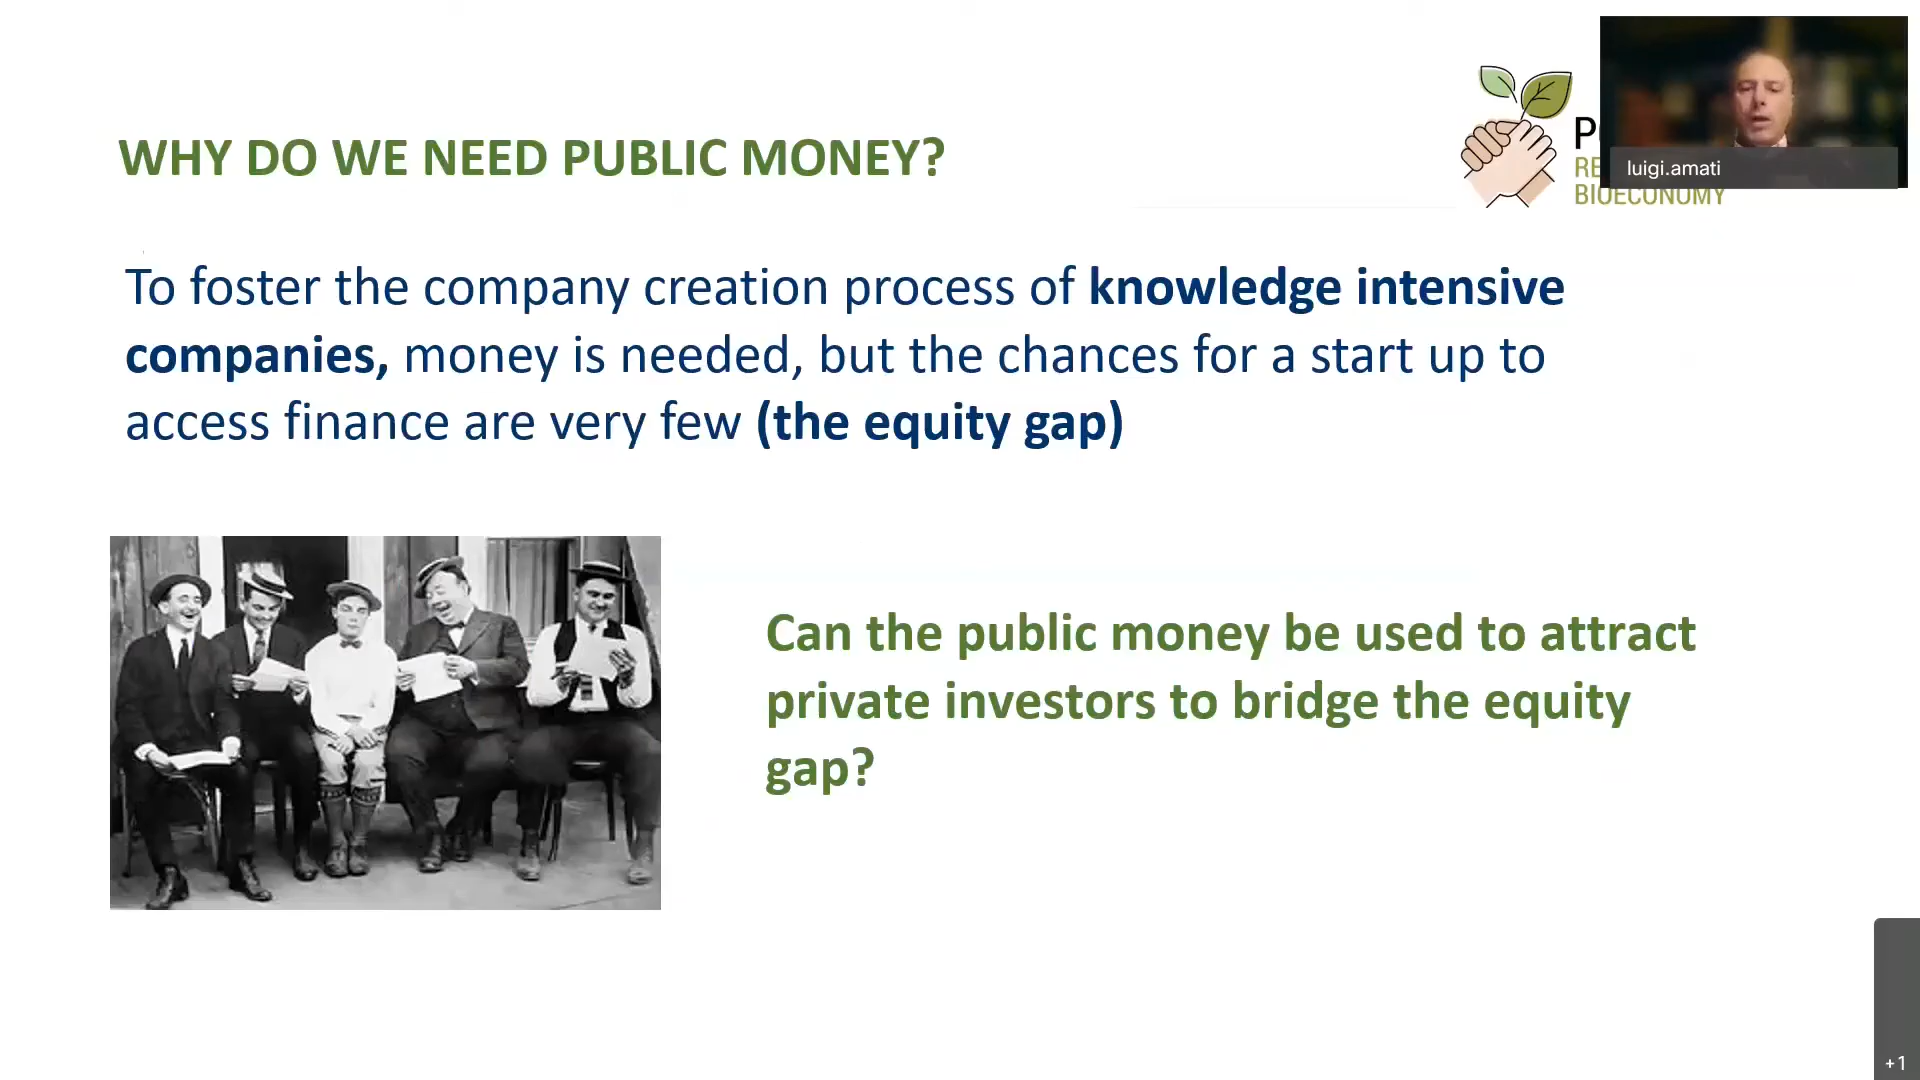 WHY DO WE NEED PUBLIC MONEY?
BIOECONOMY
luigi.amati
To foster the company creation process of knowledge intensive
companies, money is needed, but the chances for a start up to
access finance are very few (the equity gap)
Can the public money be used to attract
private investors to bridge the equity
gap?
+1